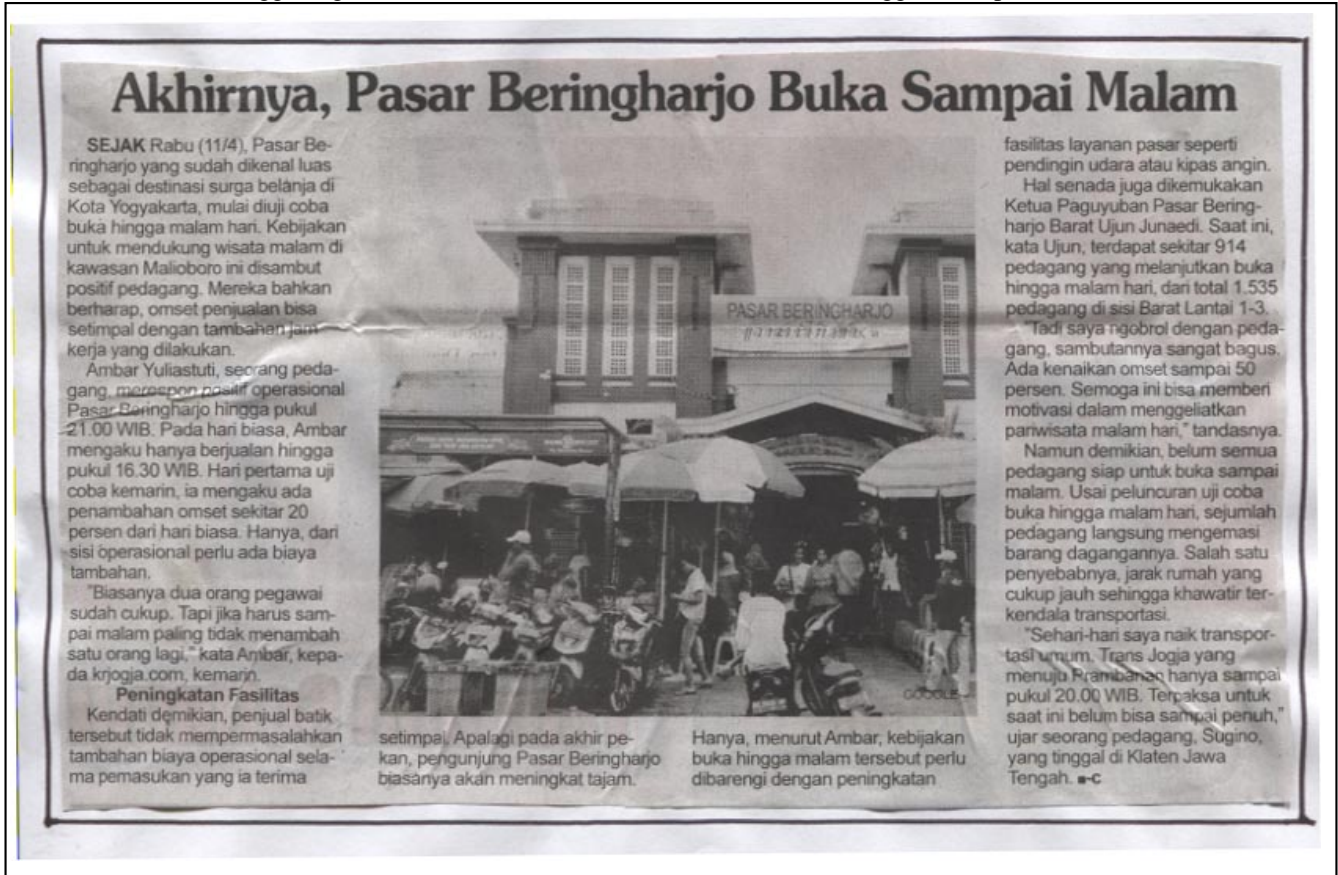 Akhirnya, Pasar Beringharjo Buka Sampai Malam
SEJAK Rabu (11/4), Pasar Be-
ringharjo yang sudah dikenal luas
sebagai destinasi surga belanja di
Kota Yogyakarta, mulai diuji coba
buka hingga malam hari. Kebijakan
untuk mendukung wisata malam di
kawasan Malioboro ini disambut
positif pedagang. Mereka bahkan
berharap, omset penjualan bisa
setimpal dengan tambahan jam
kerja yang dilakukan.
Ambar Yuliastuti, seorang peda-
gang, merespon positif operasional
Pasar Beringharjo hingga pukul
21.00 WIB. Pada hari biasa, Ambar
mengaku hanya berjualan hingga
pukul 16.30 WIB. Hari pertama uji
coba kemarin, ia mengaku ada
penambahan omset sekitar 20
persen dari hari biasa. Hanya, dari
sisi operasional perlu ada biaya
tambahan.
"Biasanya dua orang pegawai
sudah cukup. Tapi jika harus sam-
pai malam paling tidak menambah
satu orang lagi," kata Ambar, kepa-
da krjogja.com, kemarin.
Peningkatan Fasilitas
Kendati demikian, penjual batik
tersebut tidak mempermasalahkan
tambahan biaya operasional sela-
ma pemasukan yang ia terima
PASAR BERINGHARJO
GOOGLE
setimpal. Apalagi pada akhir pe-
kan, pengunjung Pasar Beringharjo
biasanya akan meningkat tajam.
Hanya, menurut Ambar, kebijakan
buka hingga malam tersebut perlu
dibarengi dengan peningkatan
fasilitas layanan pasar seperti
pendingin udara atau kipas angin.
Hal senada juga dikemukakan
Ketua Paguyuban Pasar Bering-
harjo Barat Ujun Junaedi. Saat ini,
kata Ujun, terdapat sekitar 914
pedagang yang melanjutkan buka
hingga malam hari, dari total 1.535
pedagang di sisi Barat Lantai 1-3.
"Tadi saya ngobrol dengan peda-
gang, sambutannya sangat bagus.
Ada kenaikan omset sampai 50
persen. Semoga ini bisa memberi
motivasi dalam menggeliatkan
pariwisata malam hari," tandasnya.
Namun demikian, belum semua
pedagang siap untuk buka sampai
malam. Usai peluncuran uji coba
buka hingga malam hari, sejumlah
pedagang langsung mengemasi
barang dagangannya. Salah satu
penyebabnya, jarak rumah yang
cukup jauh sehingga khawatir ter-
kendala transportasi.
"Sehari-hari saya naik transpor-
tasi umum. Trans Jogja yang
menuju Prambanan hanya sampai
pukul 20.00 WIB. Terpaksa untuk
saat ini belum bisa sampai penuh,"
ujar seorang pedagang, Sugino,
yang tinggal di Klaten Jawa
Tengah. ■-C